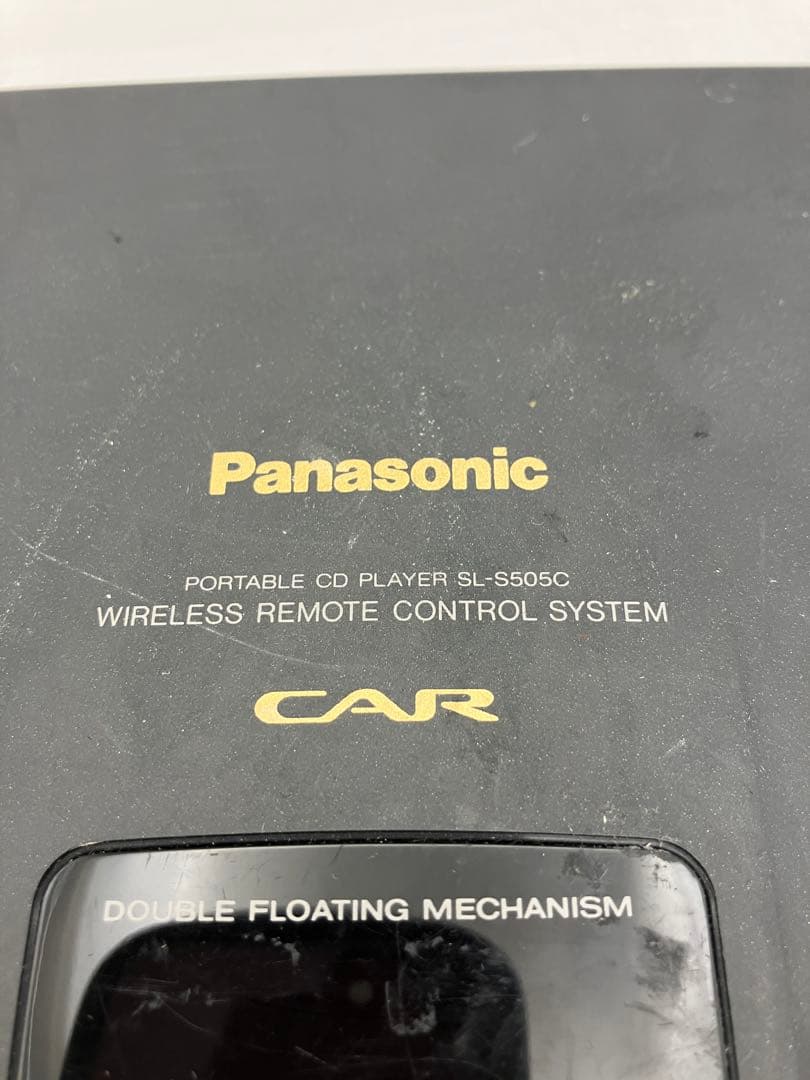 Panasonic
PORTABLE CD PLAYER SL-S505C
WIRELESS REMOTE CONTROL SYSTEM
CAR
DOUBLE FLOATING MECHANISM